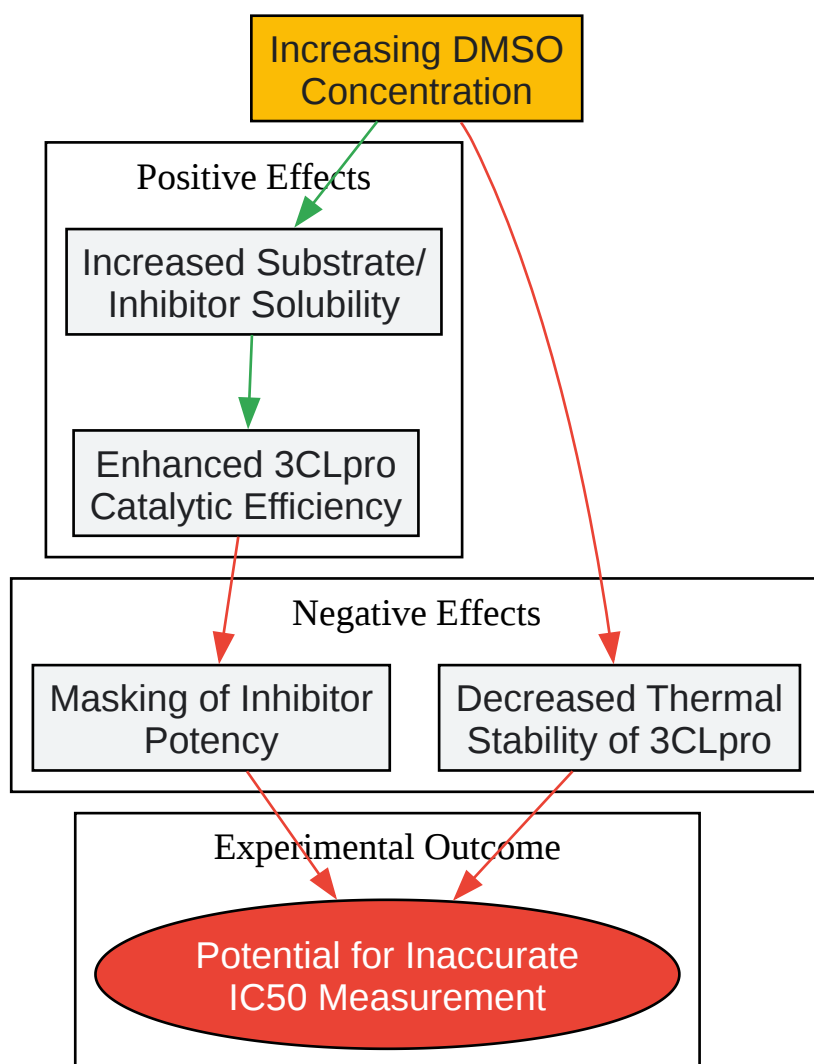 Increasing DMSO
Concentration
Positive Effects
Increased Substrate/
Inhibitor Solubility
Enhanced 3CLpro
Catalytic Efficiency
Negative Effects
Masking of Inhibitor
Potency
Decreased Thermal
Stability of 3CLpro
Experimental Outcome
Potential for Inaccurate
IC50 Measurement